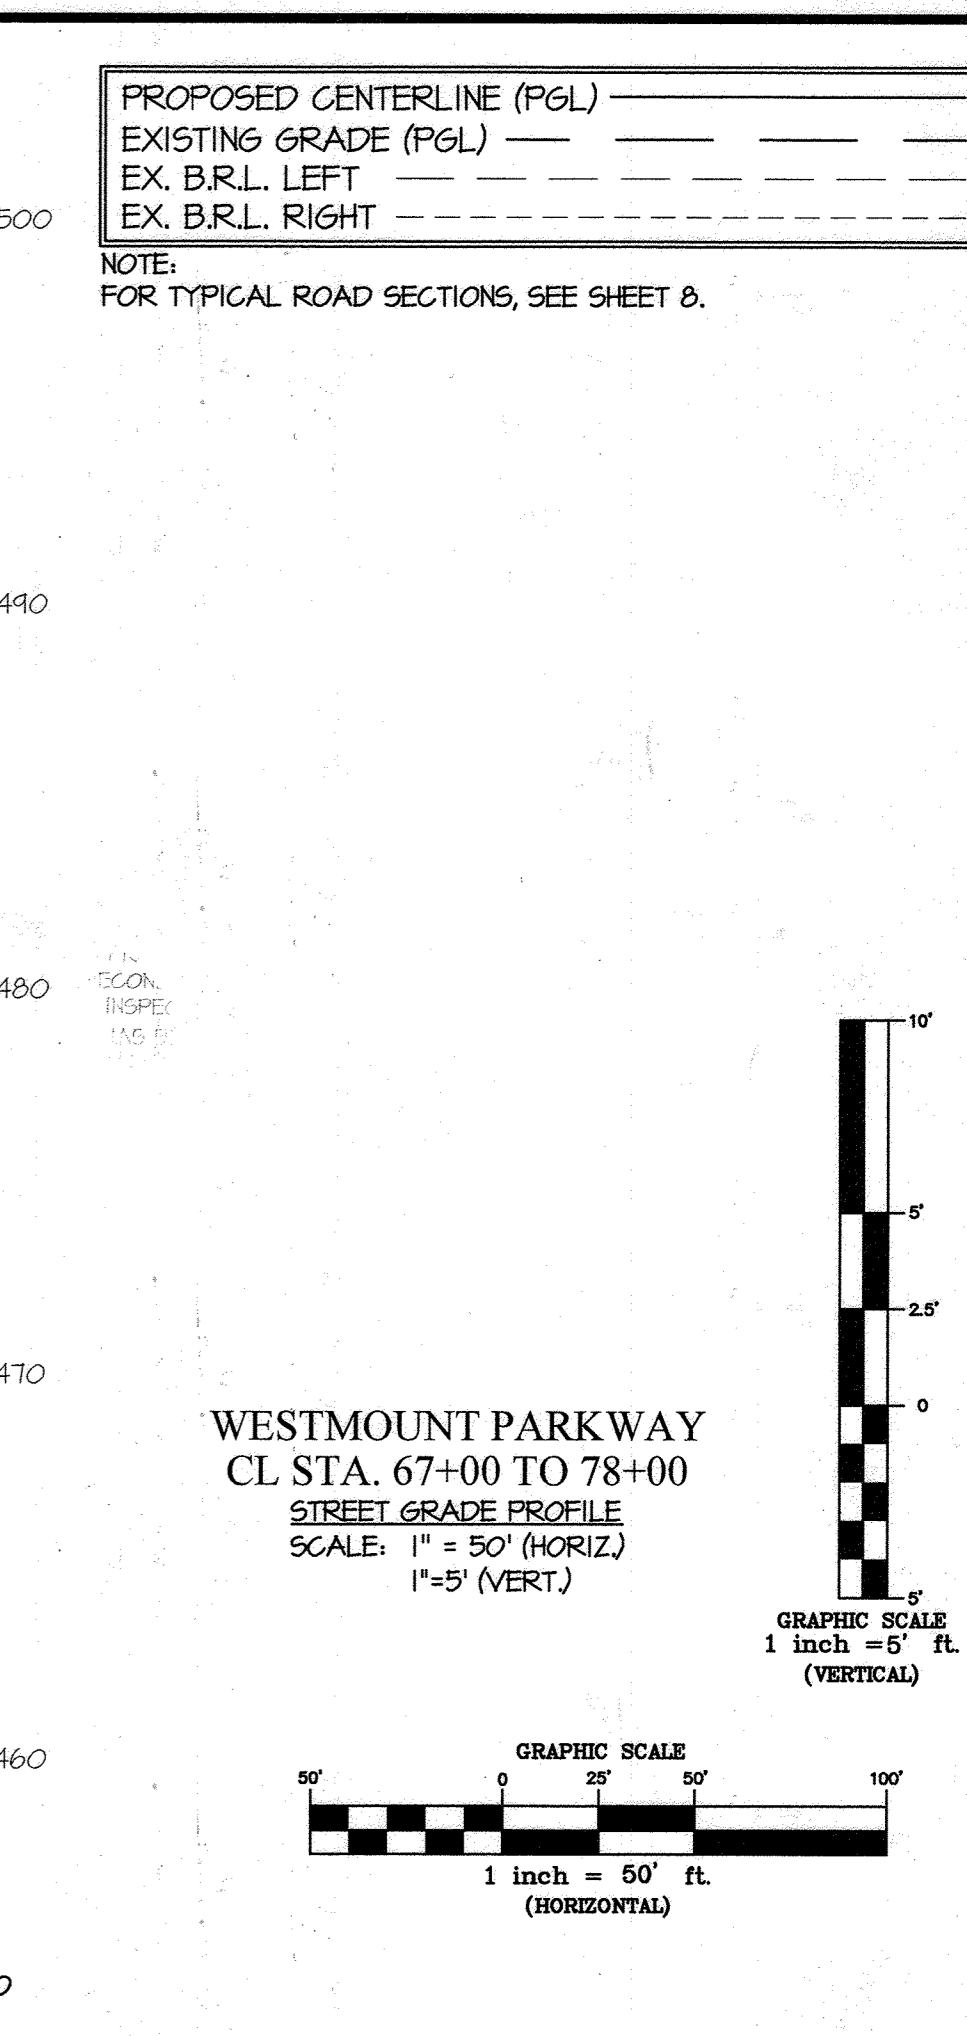 PROPOSED CENTERLINE (PGL)
EXISTING GRADE (PGL)
EX. B.R.L. LEFT
EX. B.R.L. RIGHT
500
NOTE:
FOR TYPICAL ROAD SECTIONS, SEE SHEET 8.
490
480
ECON.
INSPEC
10'
5'
2.5'
0
5'
470
WESTMOUNT PARKWAY
CL STA. 67+00 TO 78+00
STREET GRADE PROFILE
SCALE: 1" = 50' (HORIZ.)
1"=5' (VERT.)
GRAPHIC SCALE
1 inch =5' ft.
(VERTICAL)
460
GRAPHIC SCALE
50' 0 25' 50' 100'
1 inch = 50' ft.
(HORIZONTAL)
0